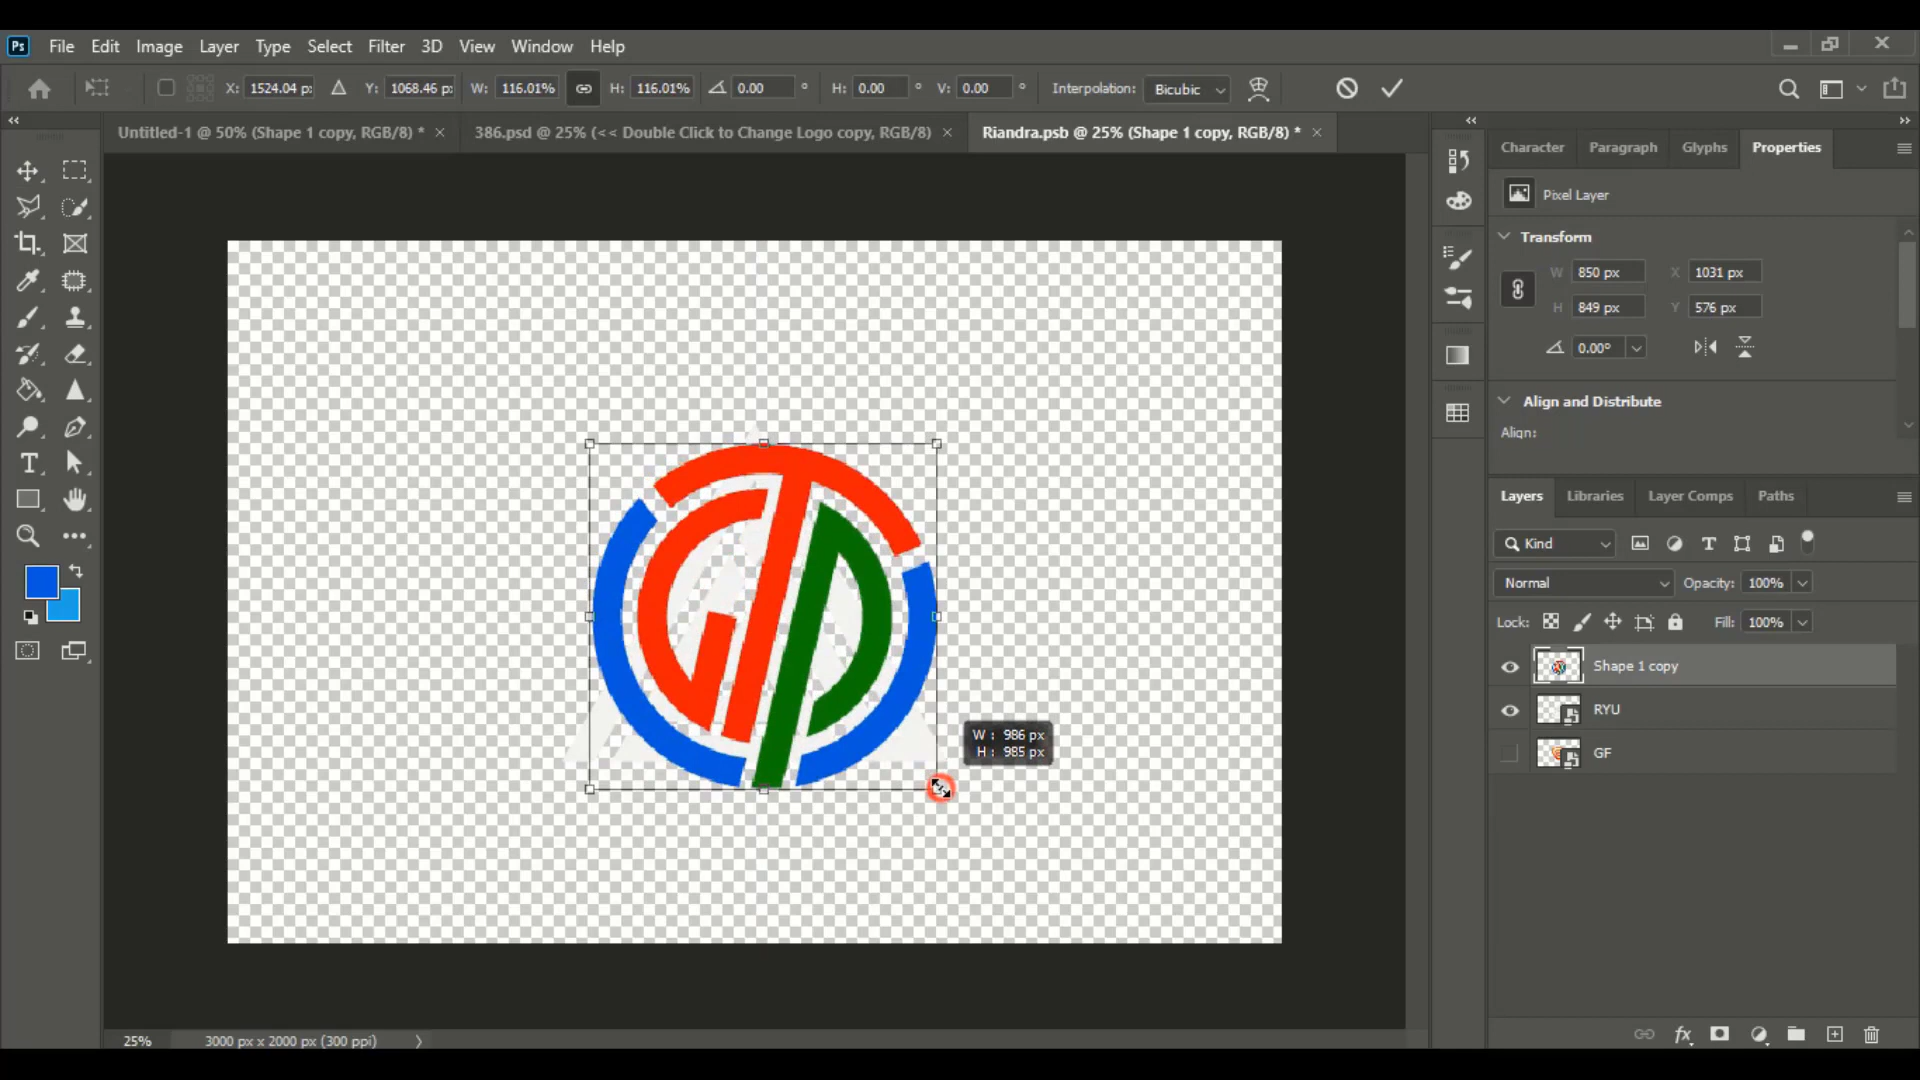 Ps File Edit Image Layer Type Select Filter 3D View Window Help
X: 1524.04 p: Y: 1068.46 p: W: 116.01% H: 116.01% 0.00 ° H: 0.00 ° V: 0.00 ° Interpolation: Bicubic
Untitled-1 @ 50% (Shape 1 copy, RGB/8) * × 386.psd @ 25% (<< Double Click to Change Logo copy, RGB/8) × Riandra.psb @ 25% (Shape 1 copy, RGB/8) * ×
Character Paragraph Glyphs Properties
Pixel Layer
Transform
W 850 px X 1031 px
H 849 px Y 576 px
0.00°
Align and Distribute
Align:
Layers Libraries Layer Comps Paths
Kind
Normal Opacity: 100%
Lock: Fill: 100%
Shape 1 copy
RYU
GF
W : 986 px
H : 985 px
25% 3000 px x 2000 px (300 ppi)